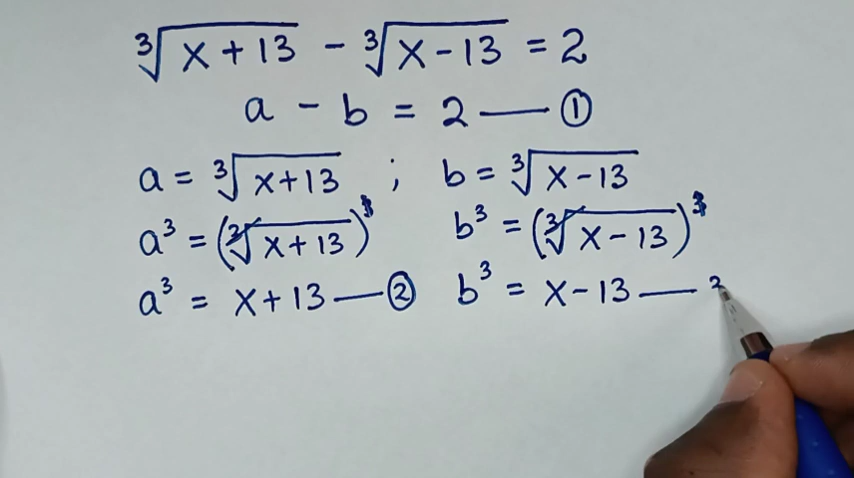 ∛(x+13) - ∛(x-13) = 2
a - b = 2 — ①
a = ∛(x+13) ; b = ∛(x-13)
a³ = (∛(x+13))³ b³ = (∛(x-13))³
a³ = x+13 — ② b³ = x-13 —